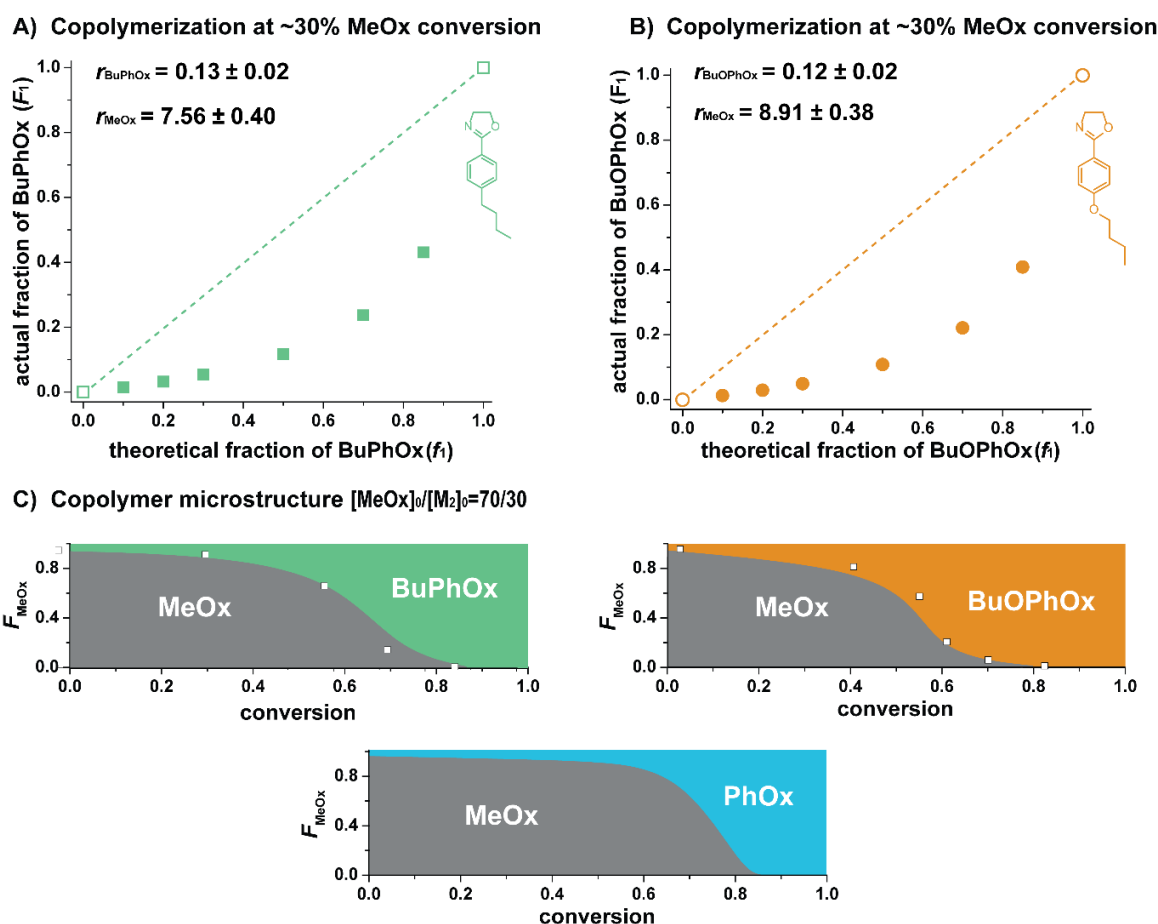 A) Copolymerization at ~30% MeOx conversion
rBuPhOx = 0.13 ± 0.02
rMeOx = 7.56 ± 0.40
actual fraction of BuPhOx (F1)
1.0
0.8
0.6
0.4
0.2
0.0
N
O
0.0 0.2 0.4 0.6 0.8 1.0
theoretical fraction of BuPhOx(f1)
B) Copolymerization at ~30% MeOx conversion
rBuOPhOx = 0.12 ± 0.02
rMeOx = 8.91 ± 0.38
actual fraction of BuOPhOx (F1)
1.0
0.8
0.6
0.4
0.2
0.0
N
O
O
0.0 0.2 0.4 0.6 0.8 1.0
theoretical fraction of BuOPhOx(f1)
C) Copolymer microstructure [MeOx]0/[M2]0=70/30
FMeOx
0.8
0.4
0.0
MeOx
BuPhOx
0.0 0.2 0.4 0.6 0.8 1.0
conversion
FMeOx
0.8
0.4
0.0
MeOx
BuOPhOx
0.0 0.2 0.4 0.6 0.8 1.0
conversion
FMeOx
0.8
0.4
0.0
MeOx
PhOx
0.0 0.2 0.4 0.6 0.8 1.0
conversion